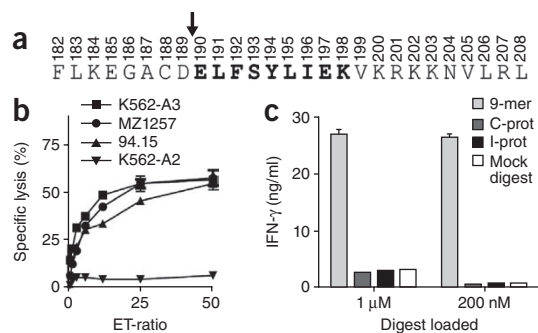 a
182 183 184 185 186 187 188 189 190 191 192 193 194 195 196 197 198 199 200 201 202 203 204 205 206 207 208
F L K E G A C D E L F S Y L I E K V K R K K N V L R L
b
K562-A3
MZ1257
94.15
K562-A2
Specific lysis (%)
75
50
25
0
0 25 50
ET-ratio
c
9-mer
C-prot
I-prot
Mock
digest
IFN-γ (ng/ml)
30
20
10
0
1 μM 200 nM
Digest loaded